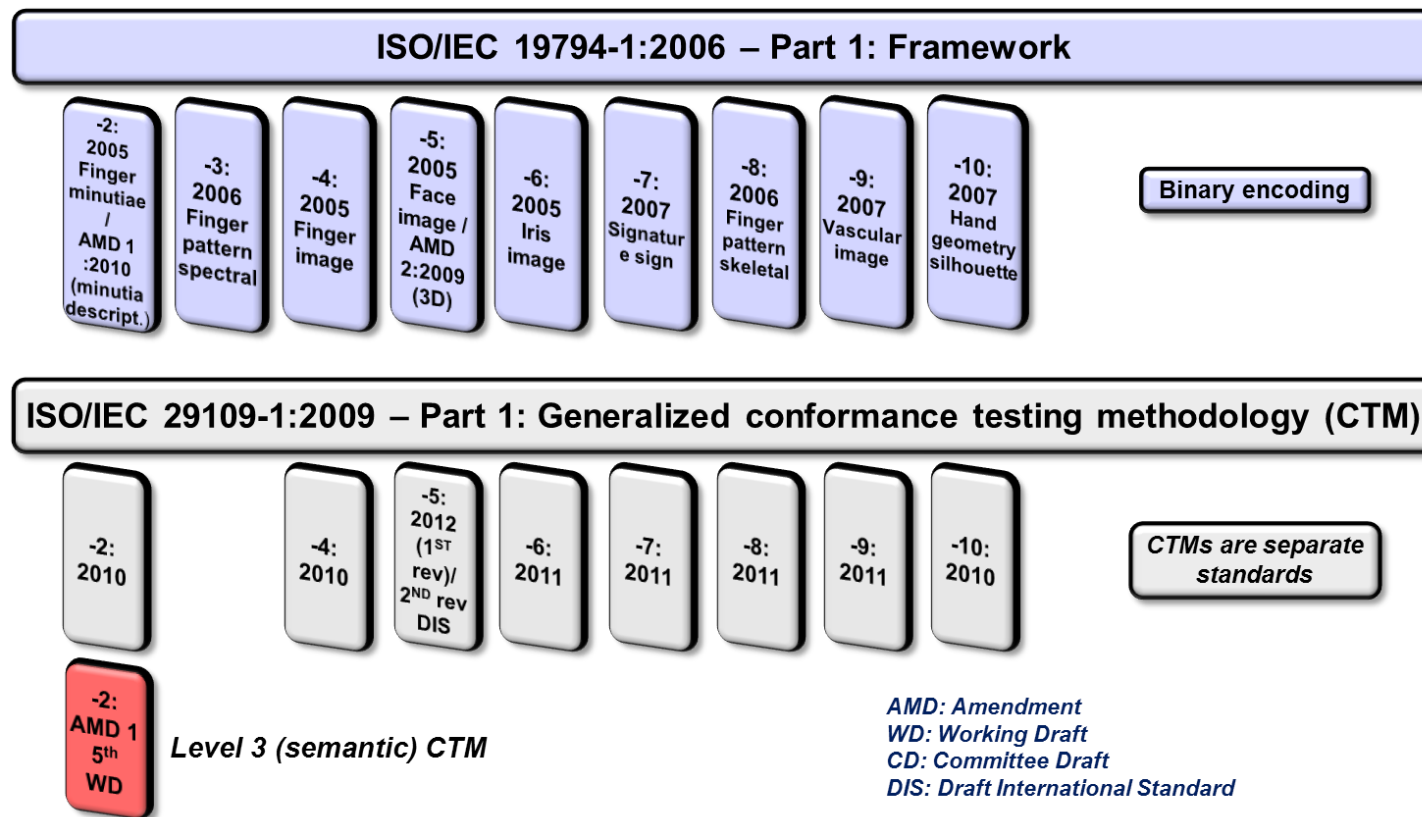 ISO/IEC 19794-1:2006 – Part 1: Framework
-2:
2005
Finger
minutiae
/
AMD 1
:2010
(minutia
descript.)
-3:
2006
Finger
pattern
spectral
-4:
2005
Finger
image
-5:
2005
Face
image /
AMD
2:2009
(3D)
-6:
2005
Iris
image
-7:
2007
Signatur
e sign
-8:
2006
Finger
pattern
skeletal
-9:
2007
Vascular
image
-10:
2007
Hand
geometry
silhouette
Binary encoding
ISO/IEC 29109-1:2009 – Part 1: Generalized conformance testing methodology (CTM)
-2:
2010
-4:
2010
-5:
2012
(1ST
rev)/
2ND rev
DIS
-6:
2011
-7:
2011
-8:
2011
-9:
2011
-10:
2010
CTMs are separate
standards
-2:
AMD 1
5th
WD
Level 3 (semantic) CTM
AMD: Amendment
WD: Working Draft
CD: Committee Draft
DIS: Draft International Standard